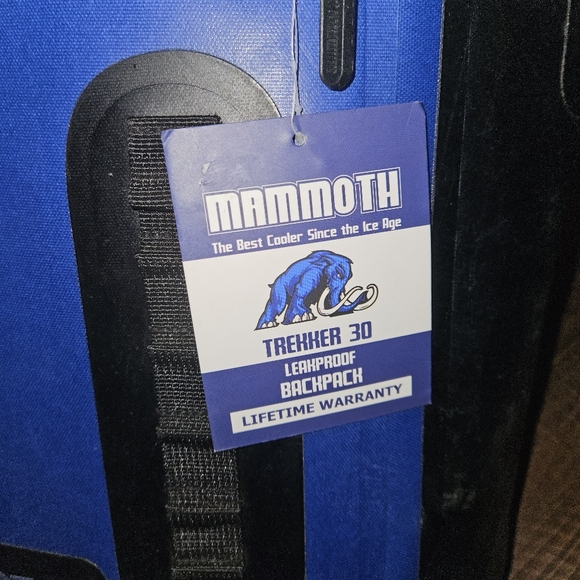 MAMMOTH
The Best Cooler Since the Ice Age
TREKKER 30
LEAKPROOF
BACKPACK
LIFETIME WARRANTY